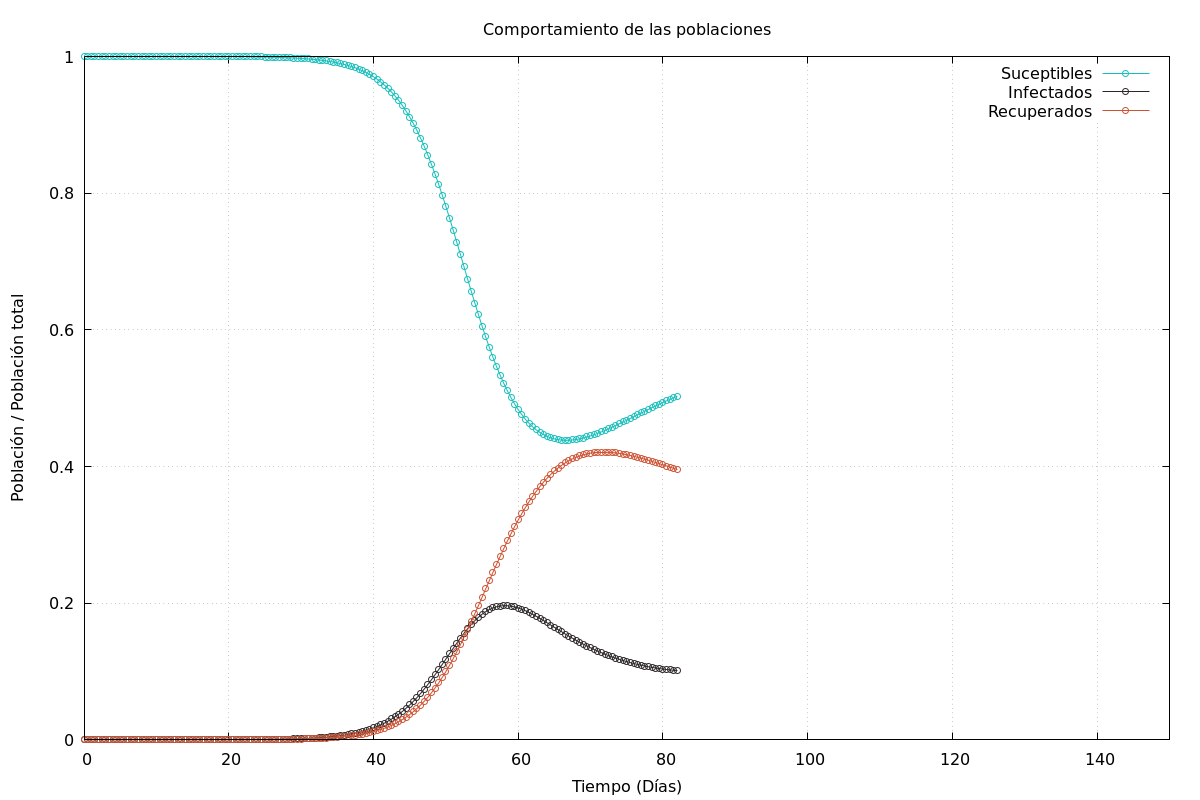 Comportamiento de las poblaciones
1
0.8
0.6
0.4
0.2
0
Población / Población total
Suceptibles
Infectados
Recuperados
0 20 40 60 80 100 120 140
Tiempo (Días)